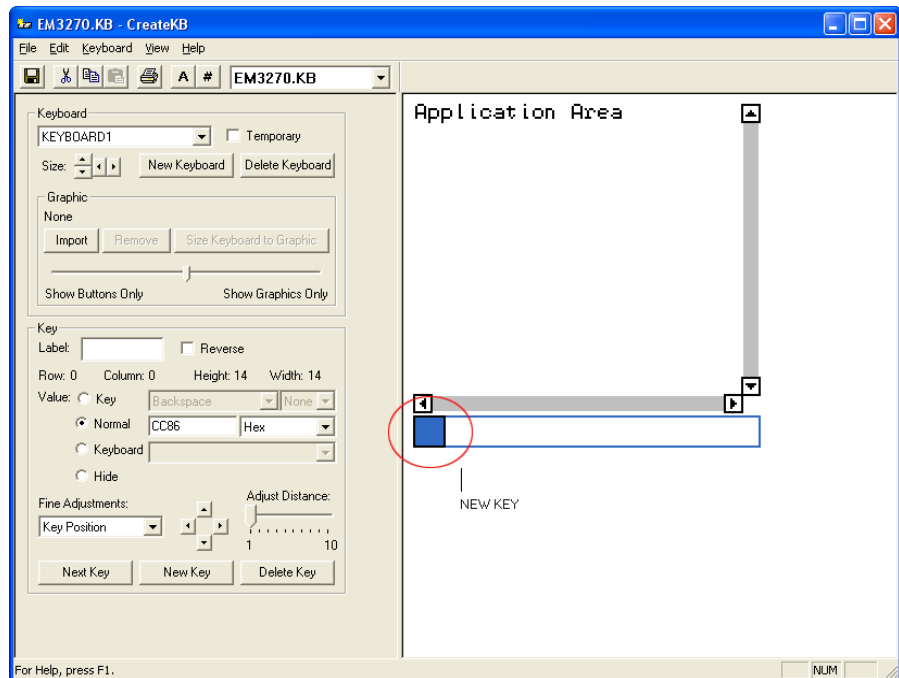 EM3270.KB - CreateKB
File Edit Keyboard View Help
A # EM3270.KB
Keyboard
KEYBOARD1 Temporary
Size: New Keyboard Delete Keyboard
Graphic
None
Import Remove Size Keyboard to Graphic
Show Buttons Only Show Graphics Only
Key
Label: Reverse
Row: 0 Column: 0 Height: 14 Width: 14
Value: Key Backspace None
Normal CC86 Hex
Keyboard
Hide
Fine Adjustments: Adjust Distance:
Key Position
1 10
Next Key New Key Delete Key
Application Area
NEW KEY
For Help, press F1. NUM